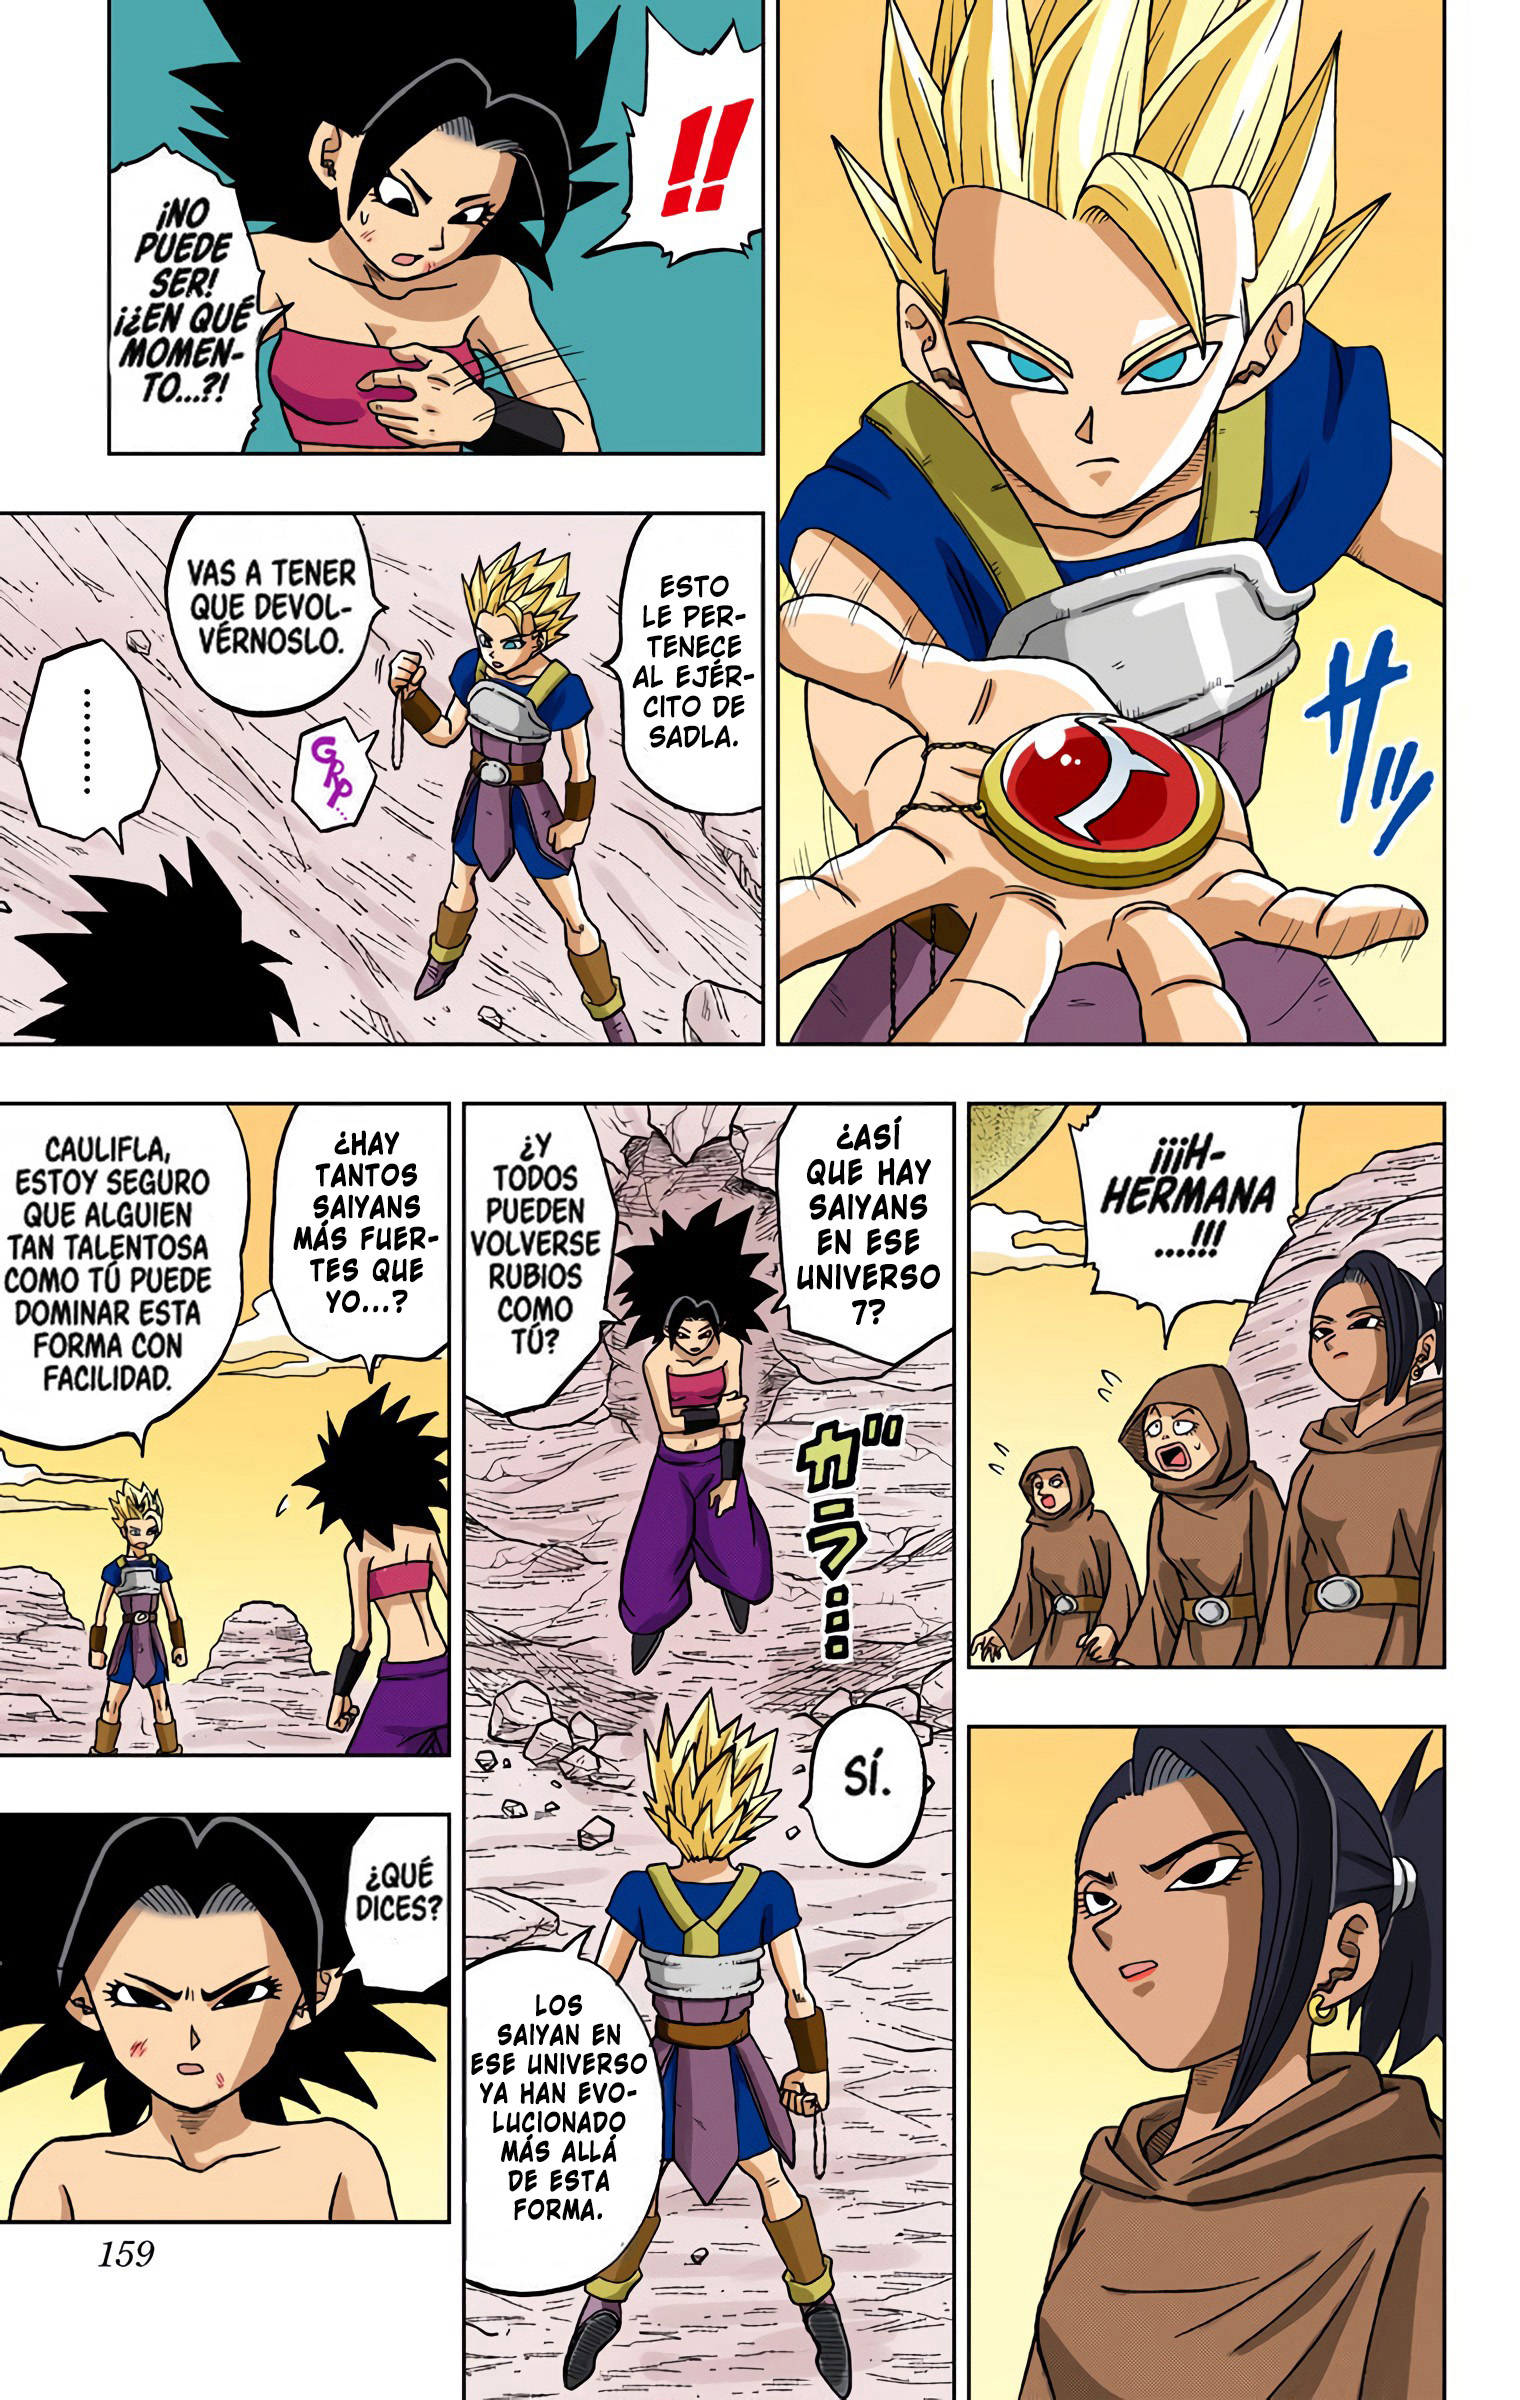 サッ
!!
¡NO
PUEDE
SER!
¡¿EN QUÉ
MOMEN-
TO...?!
ESTO
LE PER-
TENECE
AL EJÉR-
CITO DE
SADLA.
VAS A TENER
QUE DEVOL-
VÉRNOSLO.
GRP...
........
¡¡¡H-
HERMANA
...!!!
¿ASÍ
QUE HAY
SAIYANS
EN ESE
UNIVERSO
7?
¿Y
TODOS
PUEDEN
VOLVERSE
RUBIOS
COMO
TÚ?
ガラ...
SÍ.
LOS
SAIYAN EN
ESE UNIVERSO
YA HAN EVO-
LUCIONADO
MÁS ALLÁ
DE ESTA
FORMA.
¿HAY
TANTOS
SAIYANS
MÁS FUER-
TES QUE
YO...?
CAULIFLA,
ESTOY SEGURO
QUE ALGUIEN
TAN TALENTOSA
COMO TÚ PUEDE
DOMINAR ESTA
FORMA CON
FACILIDAD.
¿QUÉ
DICES?
159